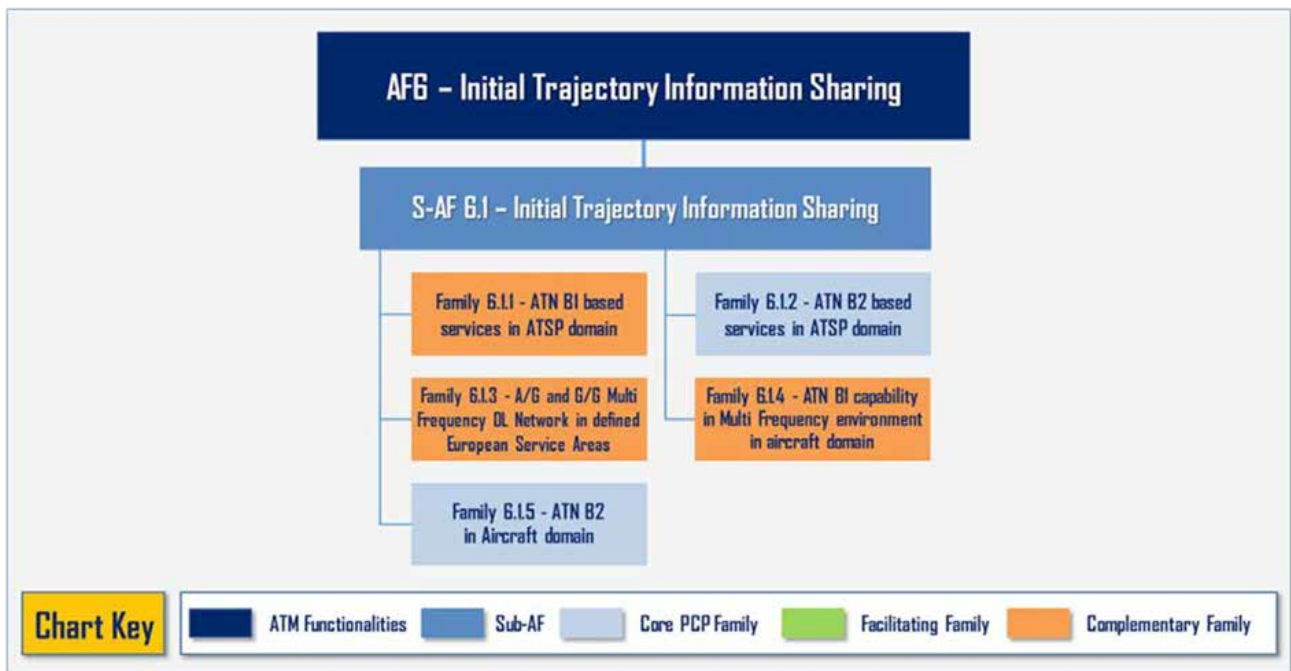 AF6 – Initial Trajectory Information Sharing
S-AF 6.1 – Initial Trajectory Information Sharing
Family 6.1.1 - ATN B1 based
services in ATSP domain
Family 6.1.2 - ATN B2 based
services in ATSP domain
Family 6.1.3 - A/G and G/G Multi
Frequency DL Network in defined
European Service Areas
Family 6.1.4 - ATN B1 capability
in Multi Frequency environment
in aircraft domain
Family 6.1.5 - ATN B2
in Aircraft domain
Chart Key
ATM Functionalities
Sub-AF
Core PCP Family
Facilitating Family
Complementary Family